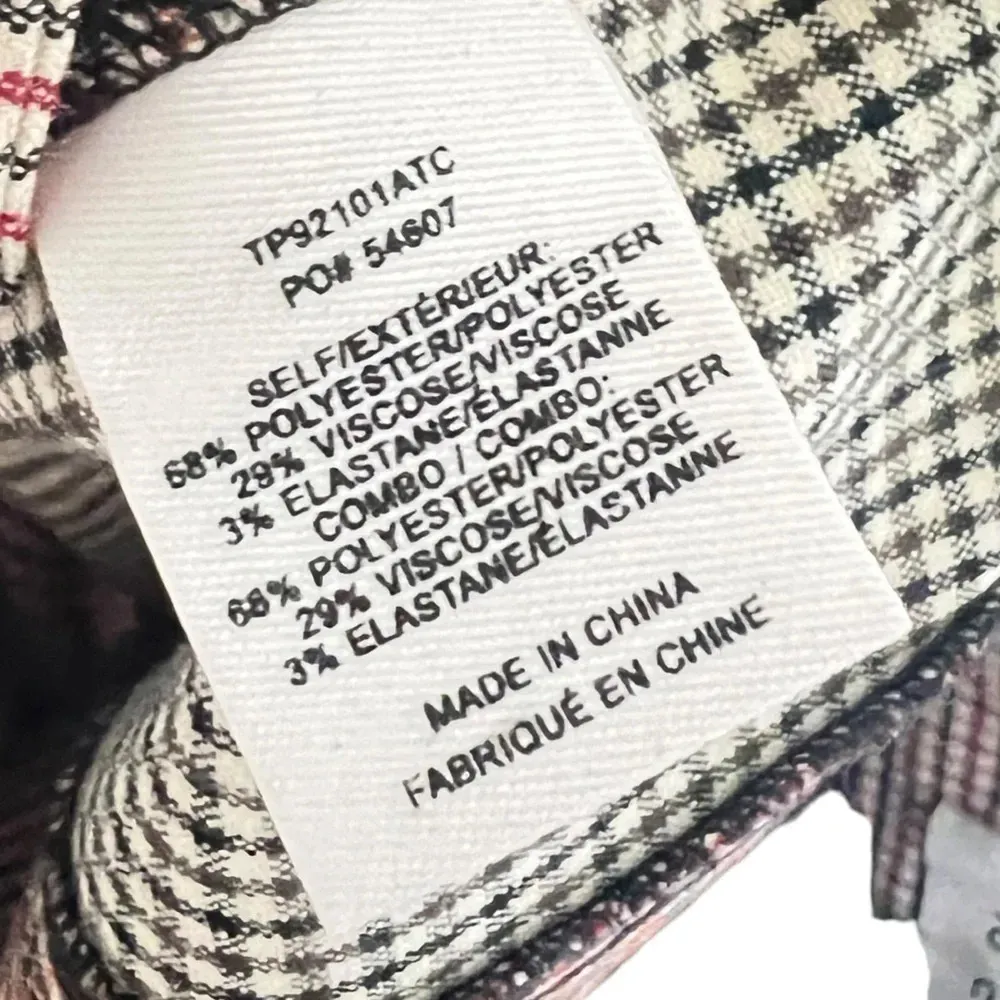 TP92101ATC
PO# 54607
SELF/EXTÉRIEUR:
68% POLYESTER/POLYESTER
29% VISCOSE/VISCOSE
3% ELASTANE/ÉLASTANNE
COMBO / COMBO:
68% POLYESTER/POLYESTER
29% VISCOSE/VISCOSE
3% ELASTANE/ÉLASTANNE
MADE IN CHINA
FABRIQUÉ EN CHINE